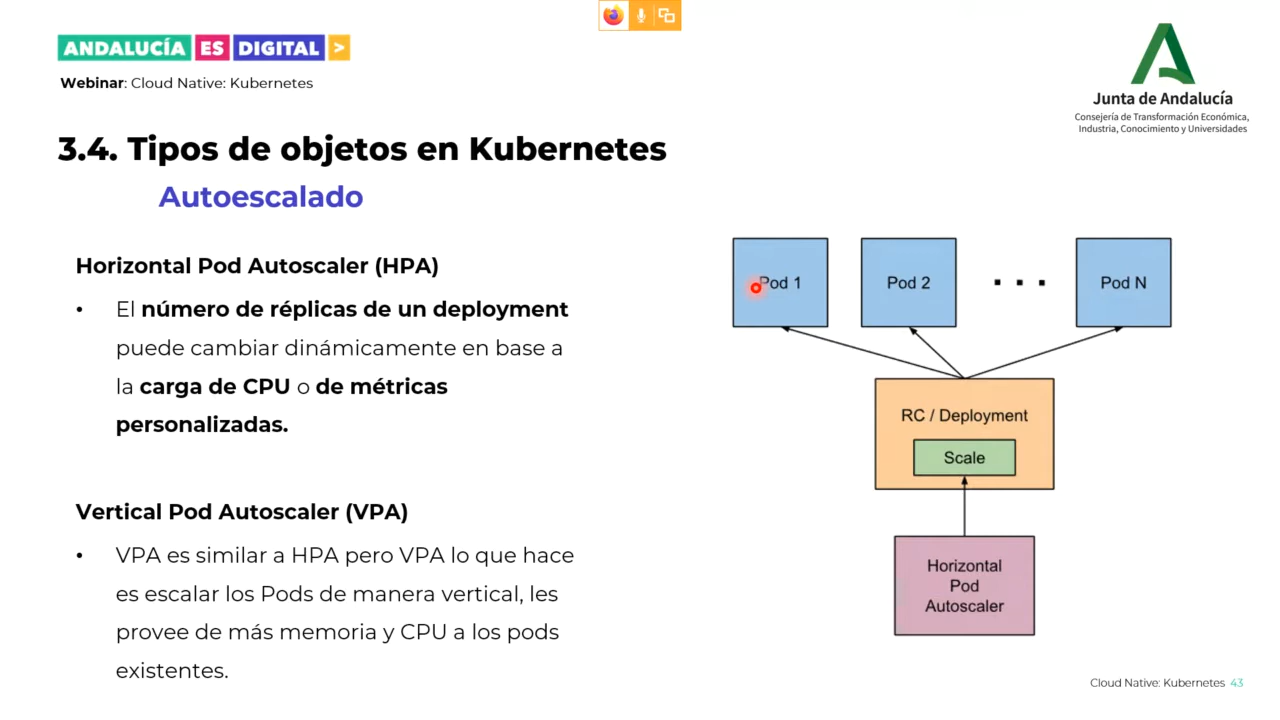 ANDALUCÍA ES DIGITAL >
Webinar: Cloud Native: Kubernetes
Junta de Andalucía
Consejería de Transformación Económica,
Industria, Conocimiento y Universidades
3.4. Tipos de objetos en Kubernetes
Autoescalado
Horizontal Pod Autoscaler (HPA)
• El número de réplicas de un deployment
puede cambiar dinámicamente en base a
la carga de CPU o de métricas
personalizadas.
Vertical Pod Autoscaler (VPA)
• VPA es similar a HPA pero VPA lo que hace
es escalar los Pods de manera vertical, les
provee de más memoria y CPU a los pods
existentes.
Pod 1
Pod 2
. . .
Pod N
RC / Deployment
Scale
Horizontal
Pod
Autoscaler
Cloud Native: Kubernetes 43